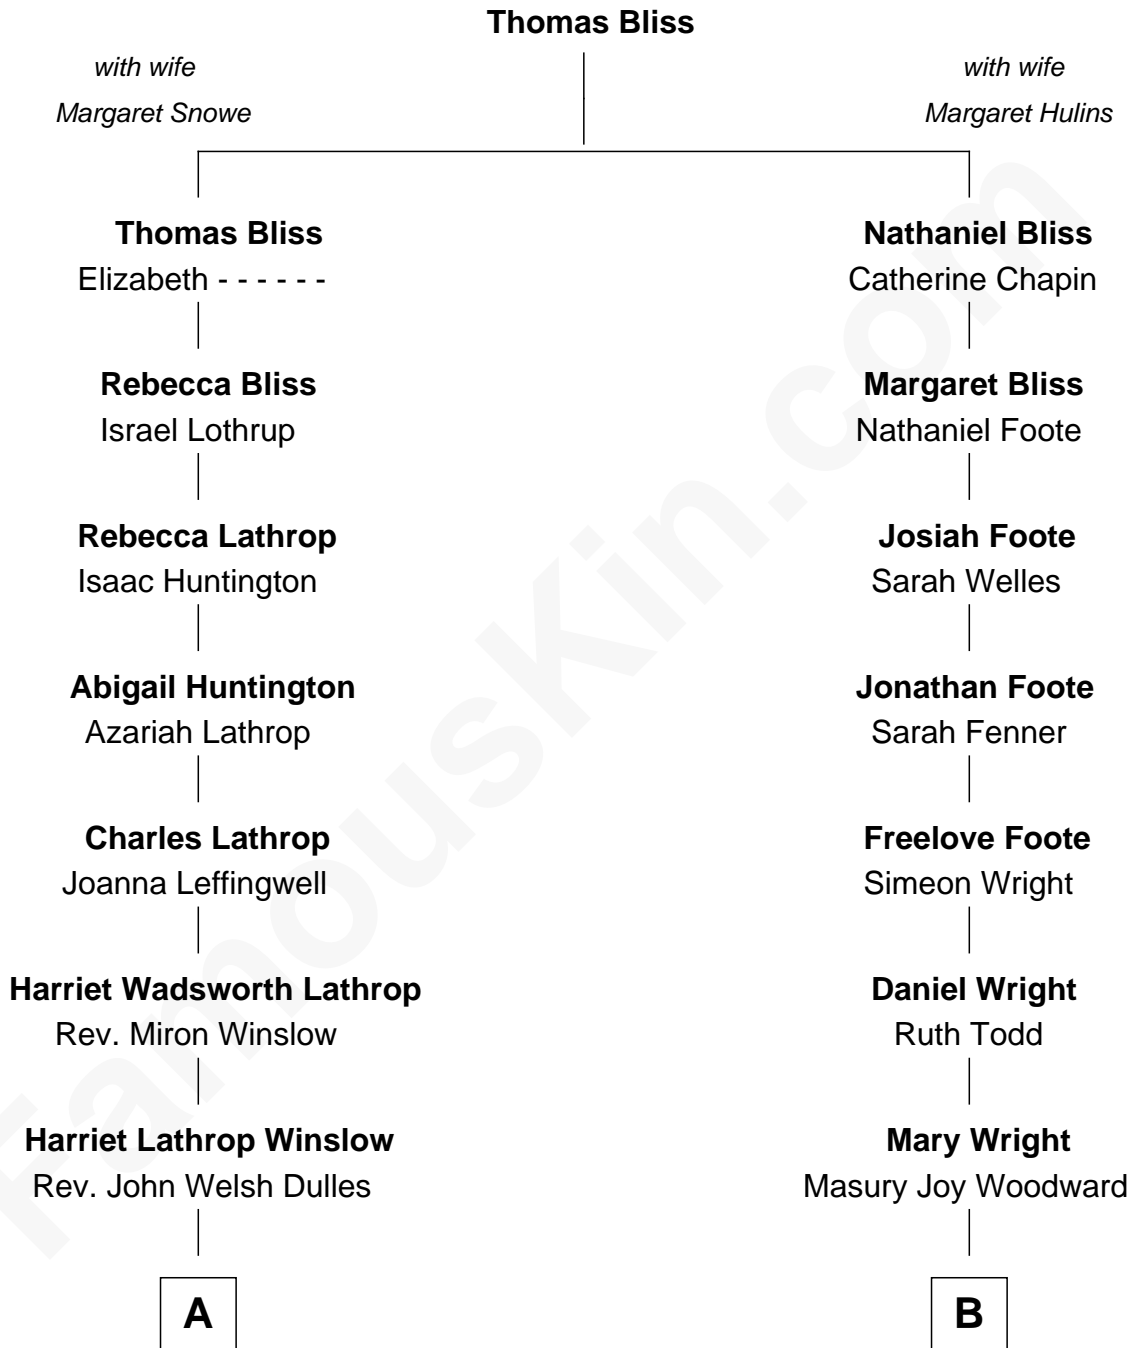 Thomas Bliss
with wife
Margaret Snowe
with wife
Margaret Hulins
Thomas Bliss
Elizabeth - - - - - -
Nathaniel Bliss
Catherine Chapin
Rebecca Bliss
Israel Lothrup
Margaret Bliss
Nathaniel Foote
Rebecca Lathrop
Isaac Huntington
Josiah Foote
Sarah Welles
Abigail Huntington
Azariah Lathrop
Jonathan Foote
Sarah Fenner
Charles Lathrop
Joanna Leffingwell
Freelove Foote
Simeon Wright
Harriet Wadsworth Lathrop
Rev. Miron Winslow
Daniel Wright
Ruth Todd
Harriet Lathrop Winslow
Rev. John Welsh Dulles
Mary Wright
Masury Joy Woodward
A
B
FamousKin.com